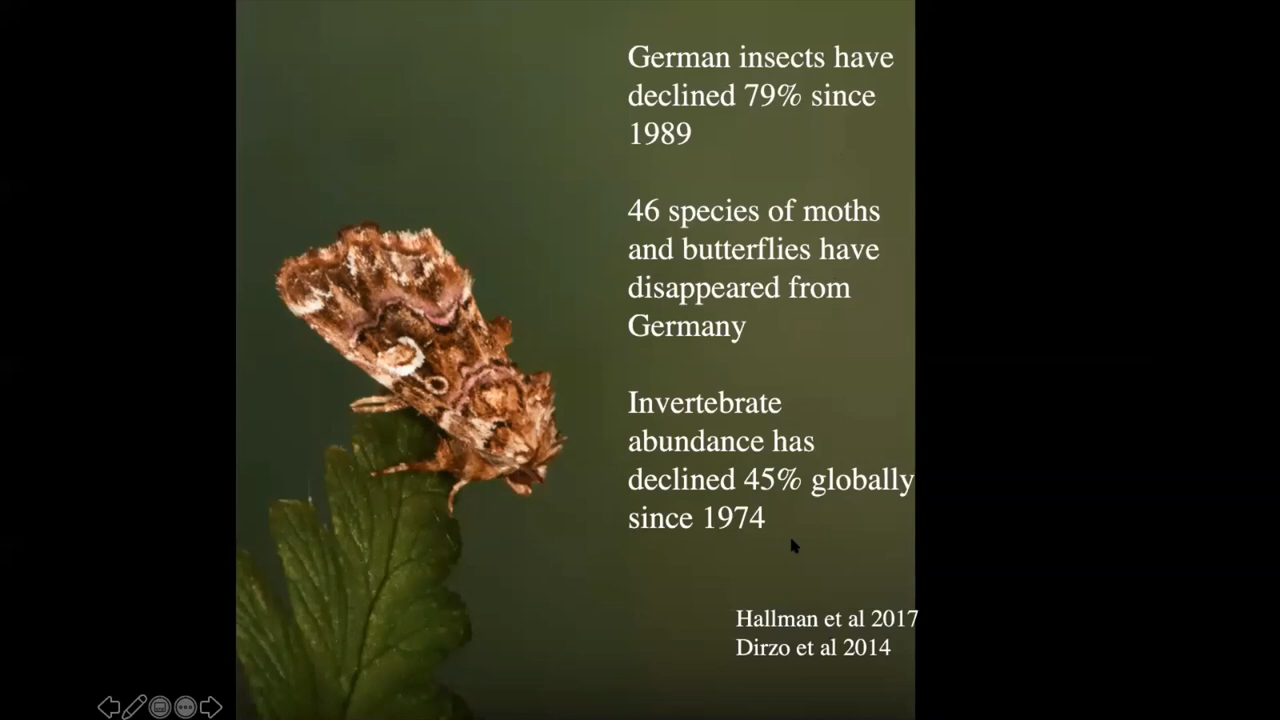 German insects have
declined 79% since
1989
46 species of moths
and butterflies have
disappeared from
Germany
Invertebrate
abundance has
declined 45% globally
since 1974
Hallman et al 2017
Dirzo et al 2014